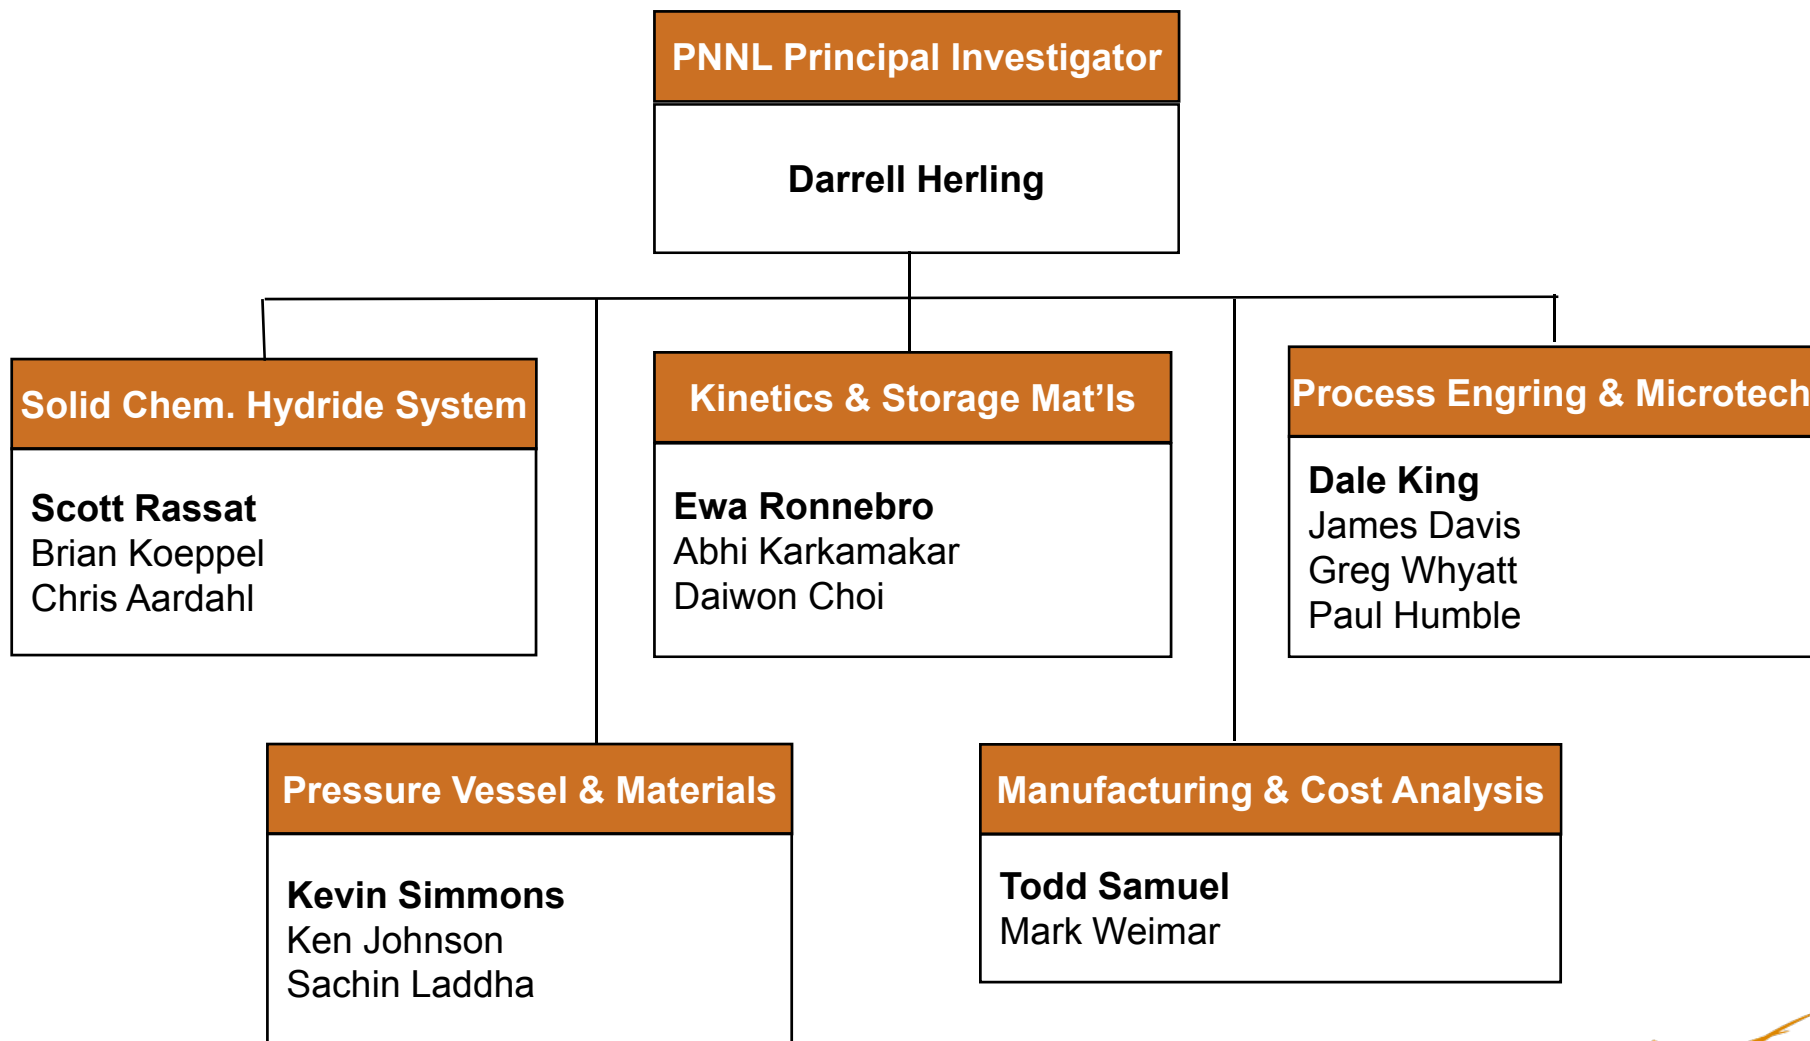 PNNL Principal Investigator
Darrell Herling
Solid Chem. Hydride System
Scott Rassat
Brian Koeppel
Chris Aardahl
Kinetics & Storage Mat'ls
Ewa Ronnebro
Abhi Karkamakar
Daiwon Choi
Process Engring & Microtech
Dale King
James Davis
Greg Whyatt
Paul Humble
Pressure Vessel & Materials
Kevin Simmons
Ken Johnson
Sachin Laddha
Manufacturing & Cost Analysis
Todd Samuel
Mark Weimar